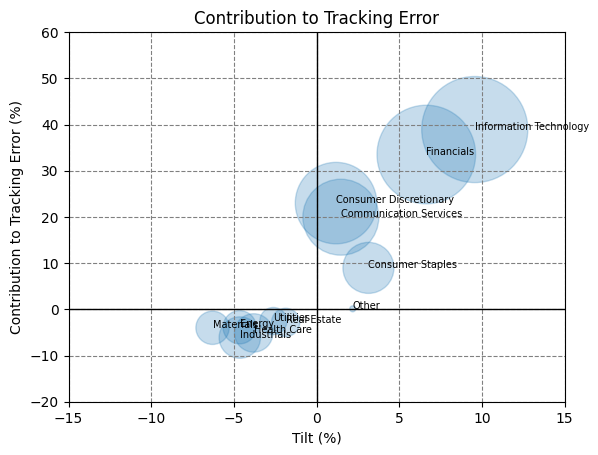 Contribution to Tracking Error
60
50
40
30
20
10
0
−10
−20
Contribution to Tracking Error (%)
Information Technology
Financials
Consumer Discretionary
Communication Services
Consumer Staples
Other
Utilities
Real Estate
Materials
Energy
Health Care
Industrials
−15
−10
−5
0
5
10
15
Tilt (%)